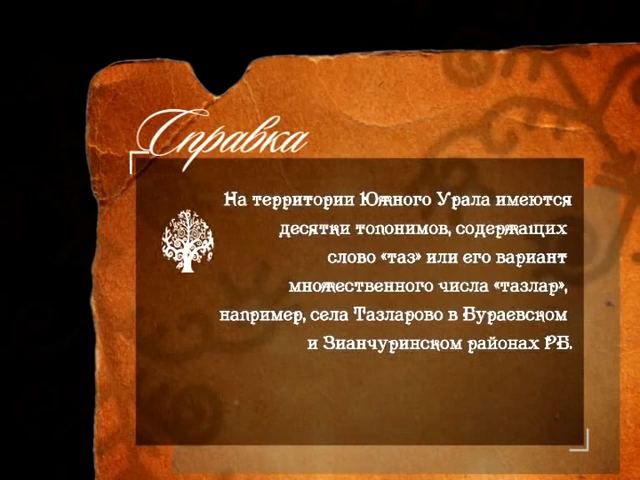 Справка
На территории Южного Урала имеются
десятки топонимов, содержащих
слово «таз» или его вариант
множественного числа «тазлар»,
например, села Тазларово в Бураевском
и Зианчуринском районах РБ.